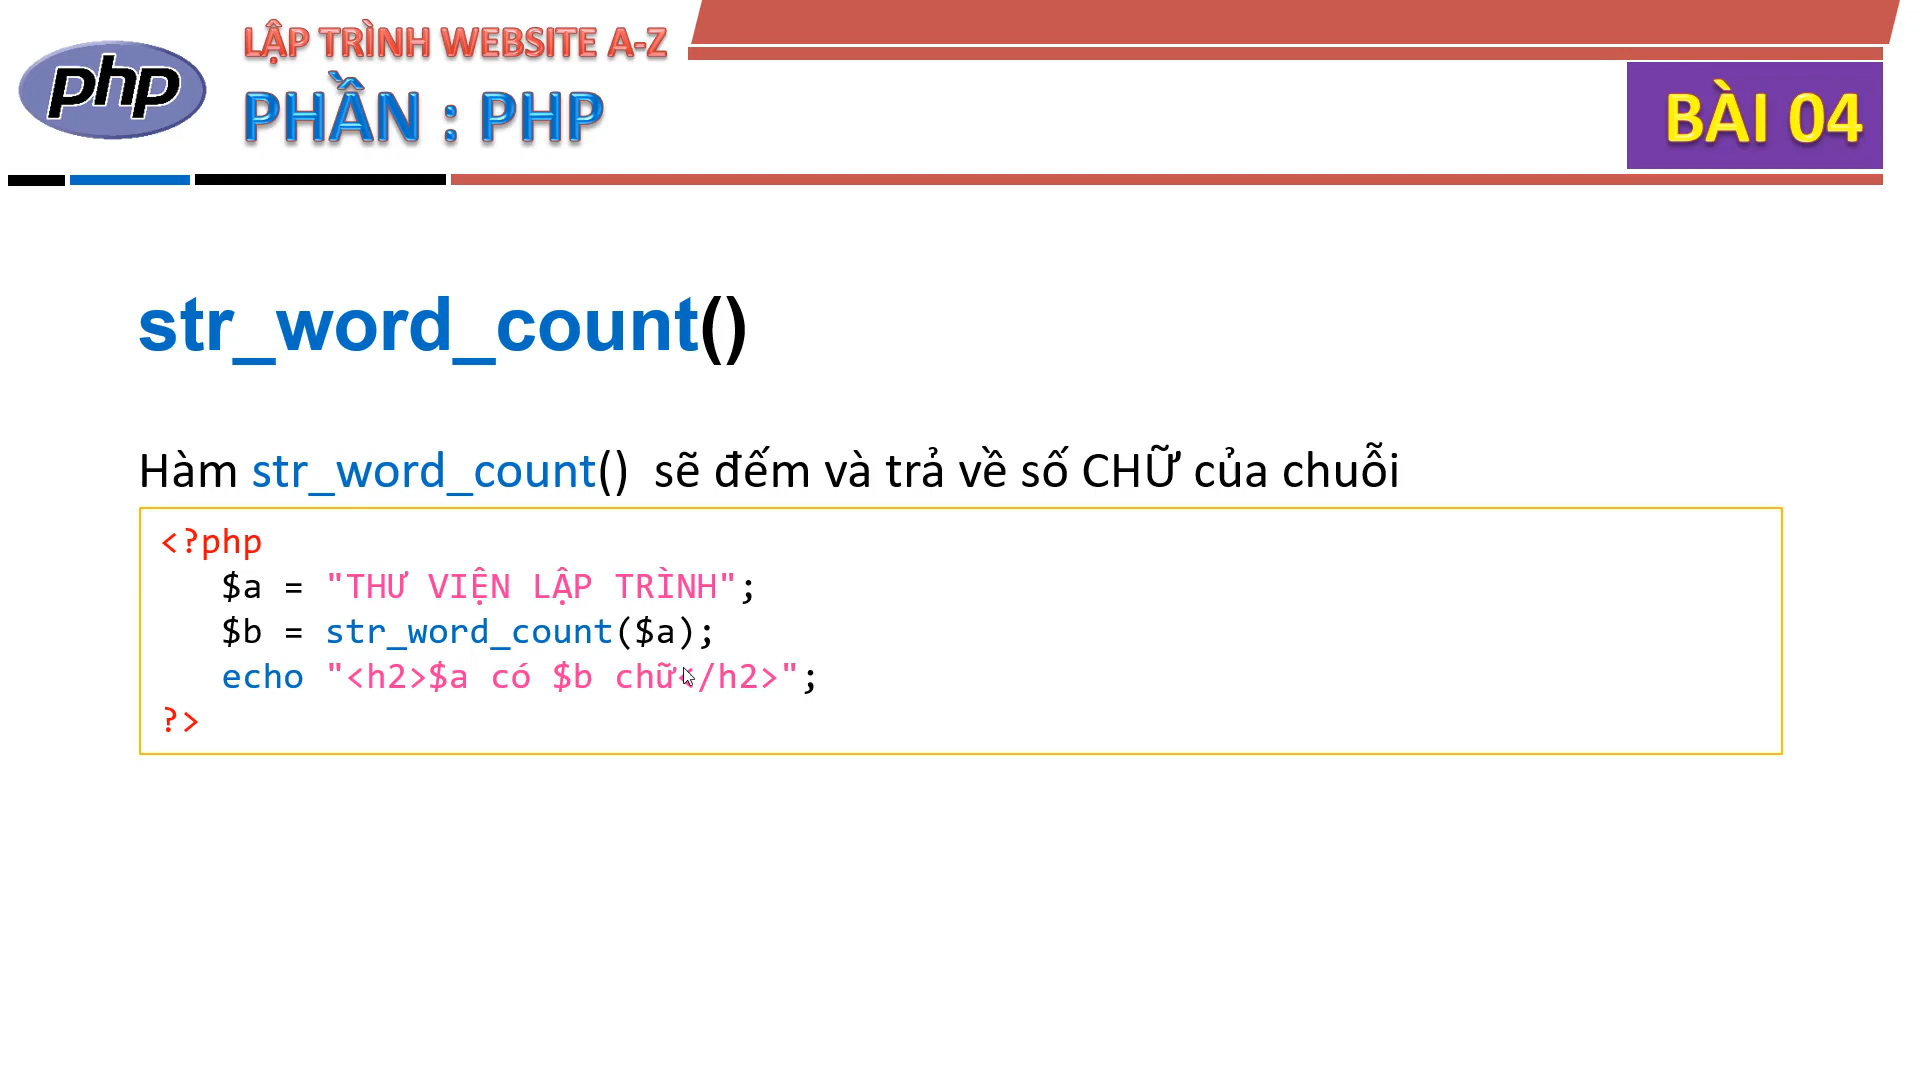 php
LẬP TRÌNH WEBSITE A-Z
PHẦN : PHP
BÀI 04
str_word_count()
Hàm str_word_count() sẽ đếm và trả về số CHỮ của chuỗi
<?php
$a = "THƯ VIỆN LẬP TRÌNH";
$b = str_word_count($a);
echo "<h2>$a có $b chữ</h2>";
?>